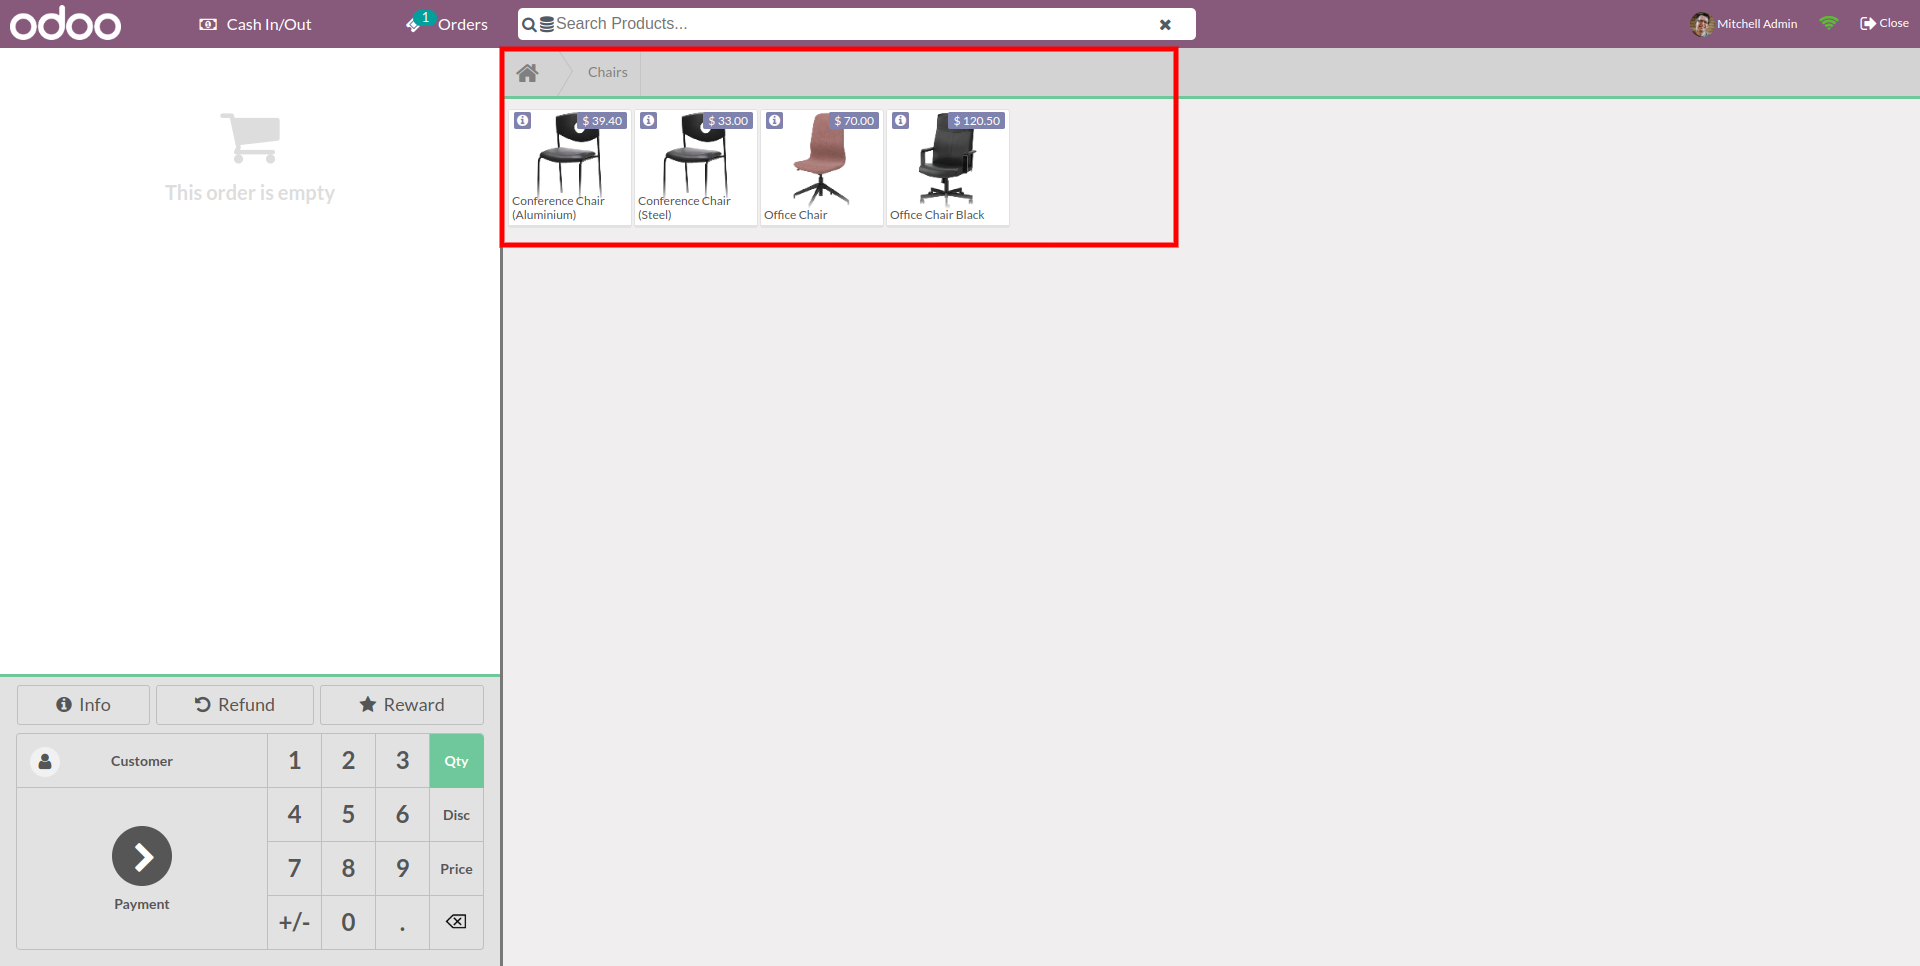 odoo
Cash In/Out
1
Orders
Search Products...
Mitchell Admin
Close
Chairs
This order is empty
$ 39.40
Conference Chair
(Aluminium)
$ 33.00
Conference Chair
(Steel)
$ 70.00
Office Chair
$ 120.50
Office Chair Black
Info
Refund
Reward
Customer
1 2 3 Qty
4 5 6 Disc
7 8 9 Price
+/- 0 .
Payment